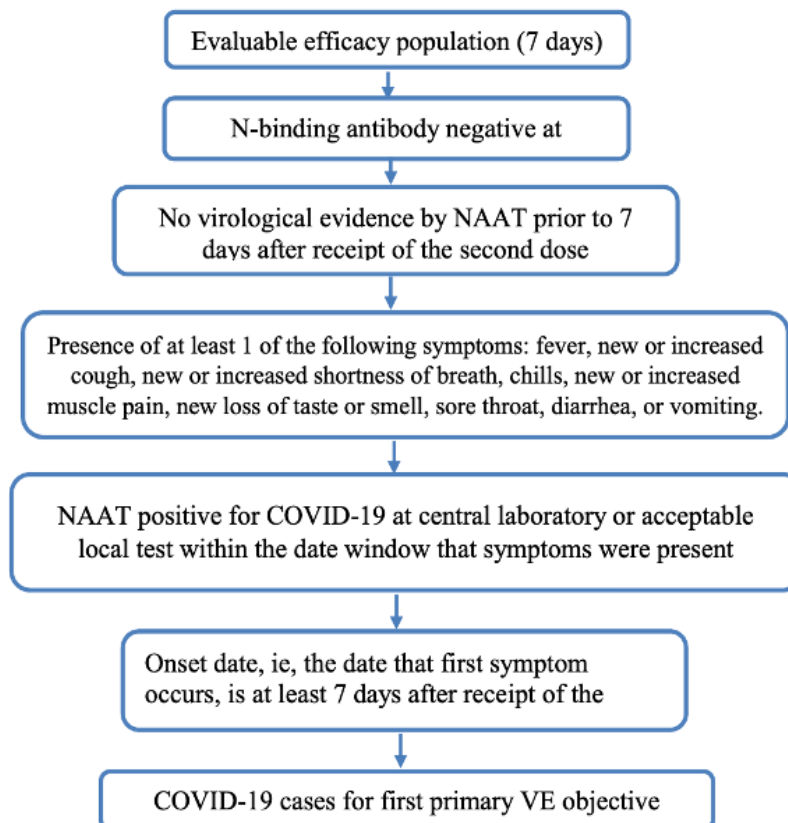 Evaluable efficacy population (7 days)
N-binding antibody negative at
No virological evidence by NAAT prior to 7
days after receipt of the second dose
Presence of at least 1 of the following symptoms: fever, new or increased
cough, new or increased shortness of breath, chills, new or increased
muscle pain, new loss of taste or smell, sore throat, diarrhea, or vomiting.
NAAT positive for COVID-19 at central laboratory or acceptable
local test within the date window that symptoms were present
Onset date, ie, the date that first symptom
occurs, is at least 7 days after receipt of the
COVID-19 cases for first primary VE objective